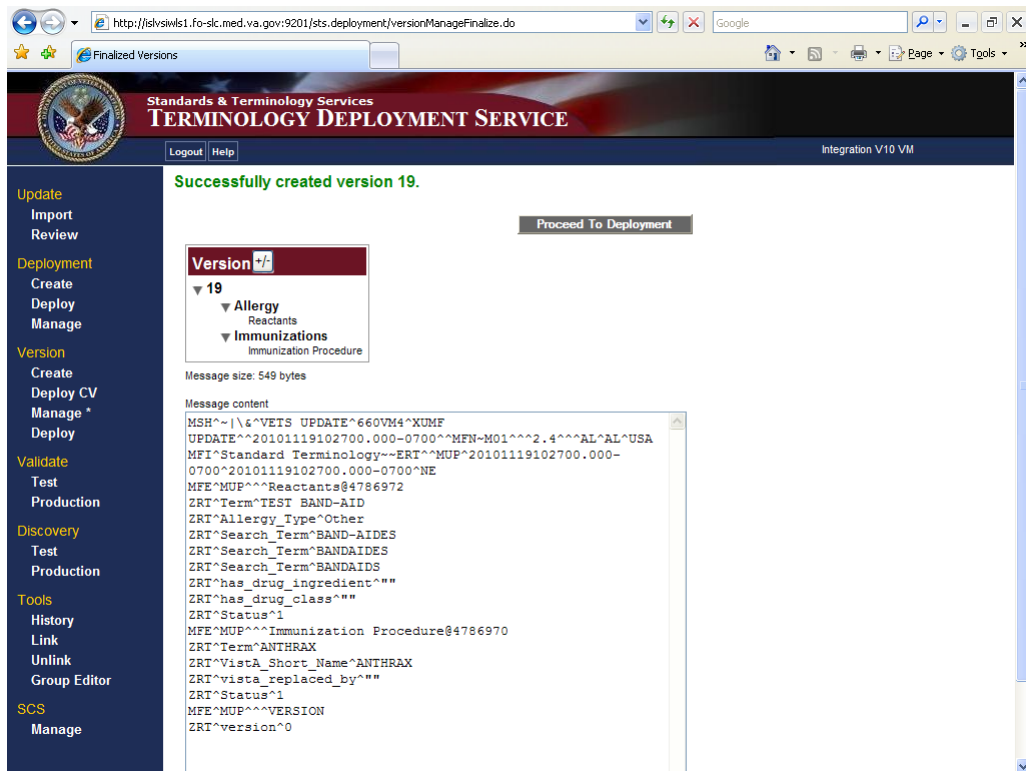 http://islvsiwls1.fo-slc.med.va.gov:9201/sts.deployment/versionManageFinalize.do
Google
Finalized Versions
Page
Tools
Standards & Terminology Services
TERMINOLOGY DEPLOYMENT SERVICE
Logout
Help
Integration V10 VM
Update
Import
Review
Deployment
Create
Deploy
Manage
Version
Create
Deploy CV
Manage *
Deploy
Validate
Test
Production
Discovery
Test
Production
Tools
History
Link
Unlink
Group Editor
SCS
Manage
Successfully created version 19.
Proceed To Deployment
Version +/-
19
Allergy
Reactants
Immunizations
Immunization Procedure
Message size: 549 bytes
Message content
MSH^~|\&^VETS UPDATE^660VM4^XUMF
UPDATE^^20101119102700.000-0700^^MFN~M01^^^2.4^^^AL^AL^USA
MFI^Standard Terminology~~ERT^^MUP^20101119102700.000-
0700^20101119102700.000-0700^NE
MFE^MUP^^^Reactants@4786972
ZRT^Term^TEST BAND-AID
ZRT^Allergy_Type^Other
ZRT^Search_Term^BAND-AIDES
ZRT^Search_Term^BANDAIDES
ZRT^Search_Term^BANDAIDS
ZRT^has_drug_ingredient^""
ZRT^has_drug_class^""
ZRT^Status^1
MFE^MUP^^^Immunization Procedure@4786970
ZRT^Term^ANTHRAX
ZRT^VistA_Short_Name^ANTHRAX
ZRT^vista_replaced_by^""
ZRT^Status^1
MFE^MUP^^^VERSION
ZRT^version^0